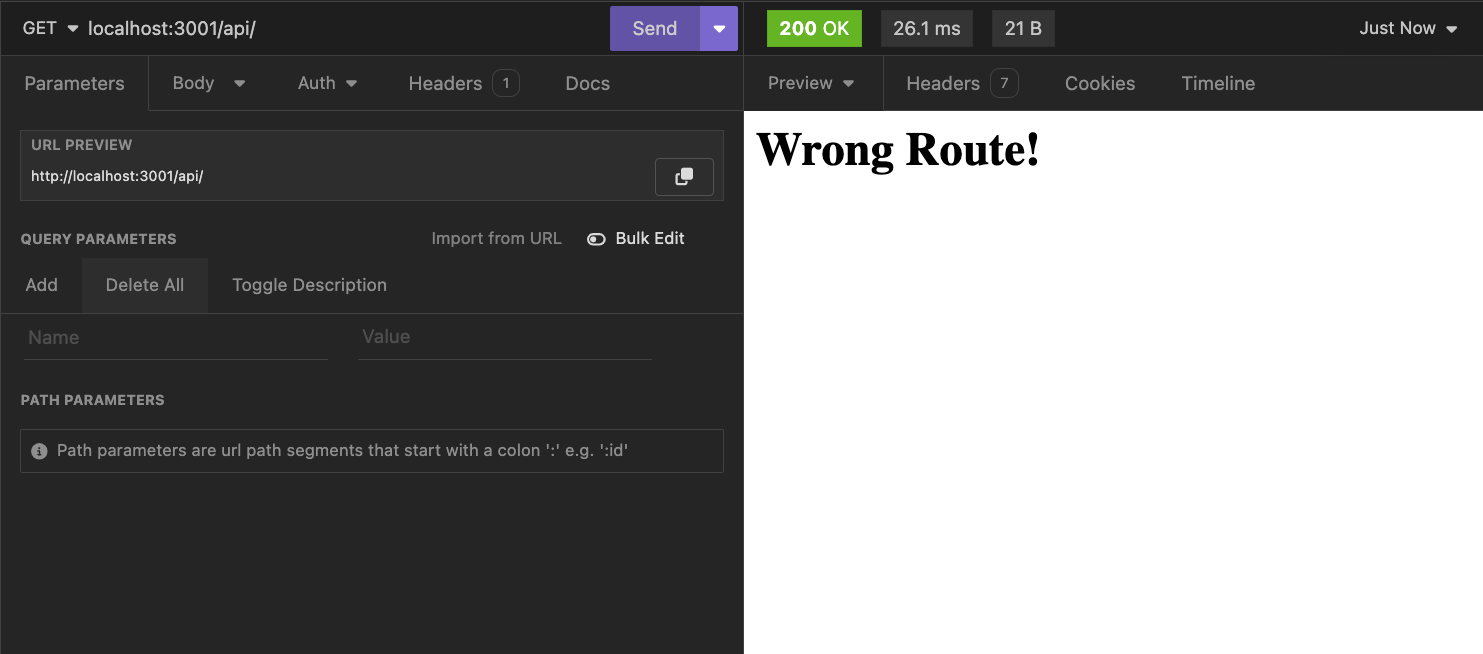 GET localhost:3001/api/ Send
Parameters Body Auth Headers 1 Docs
URL PREVIEW
http://localhost:3001/api/
QUERY PARAMETERS Import from URL Bulk Edit
Add Delete All Toggle Description
Name Value
PATH PARAMETERS
Path parameters are url path segments that start with a colon ':' e.g. ':id'
200 OK 26.1 ms 21 B Just Now
Preview Headers 7 Cookies Timeline
Wrong Route!